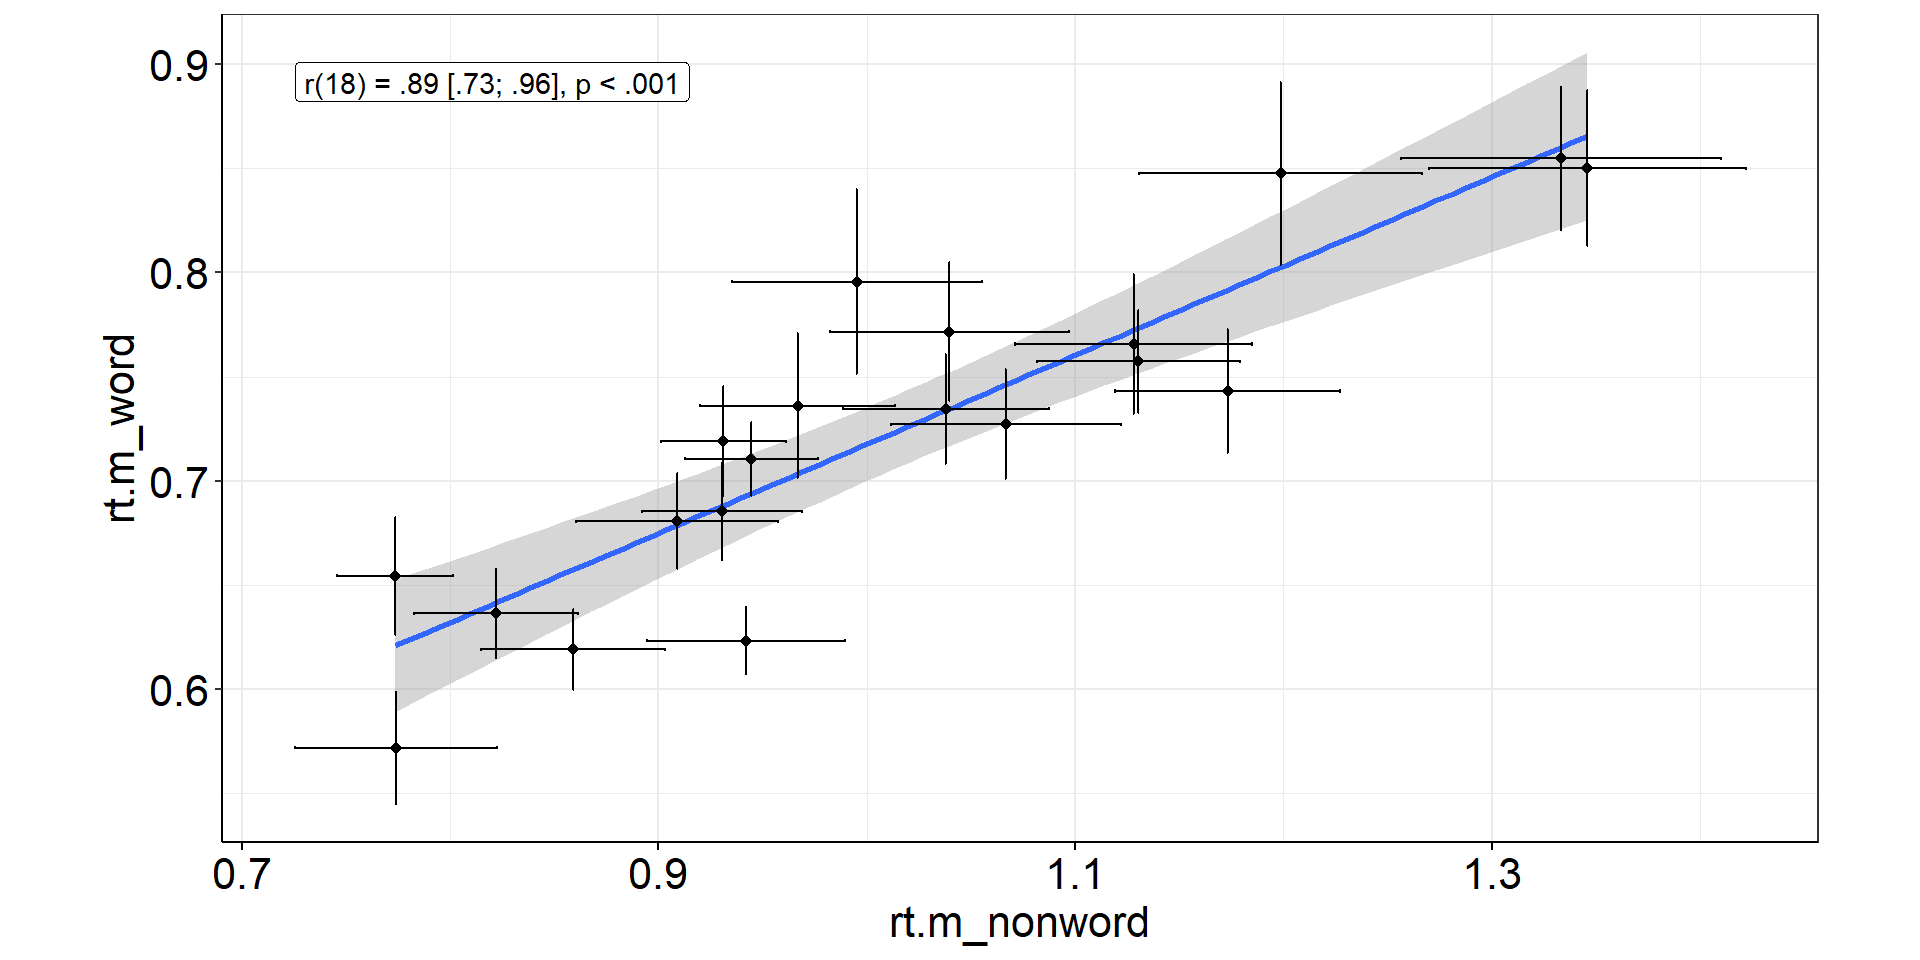 r(18) = .89 [.73; .96], p < .001
0.9
0.8
0.7
0.6
rt.m_word
0.7 0.9 1.1 1.3
rt.m_nonword